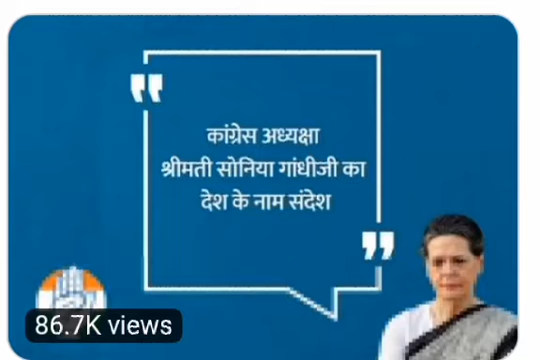 कांग्रेस अध्यक्षा
श्रीमती सोनिया गांधीजी का
देश के नाम संदेश
86.7K views